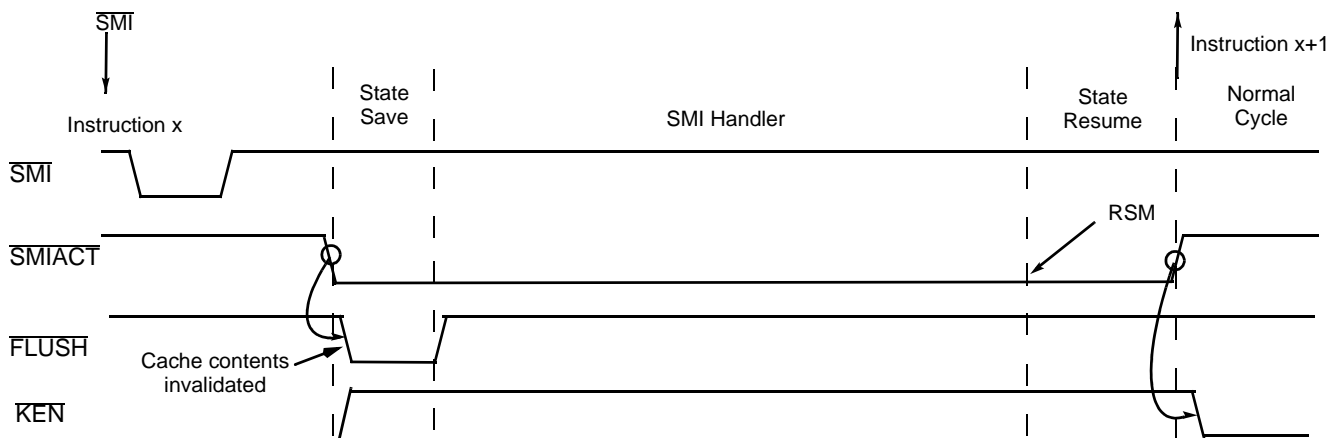 SMI
Instruction x+1
State
Save
SMI Handler
State
Resume
Normal
Cycle
Instruction x
SMI
RSM
SMIACT
FLUSH
Cache contents
invalidated
KEN